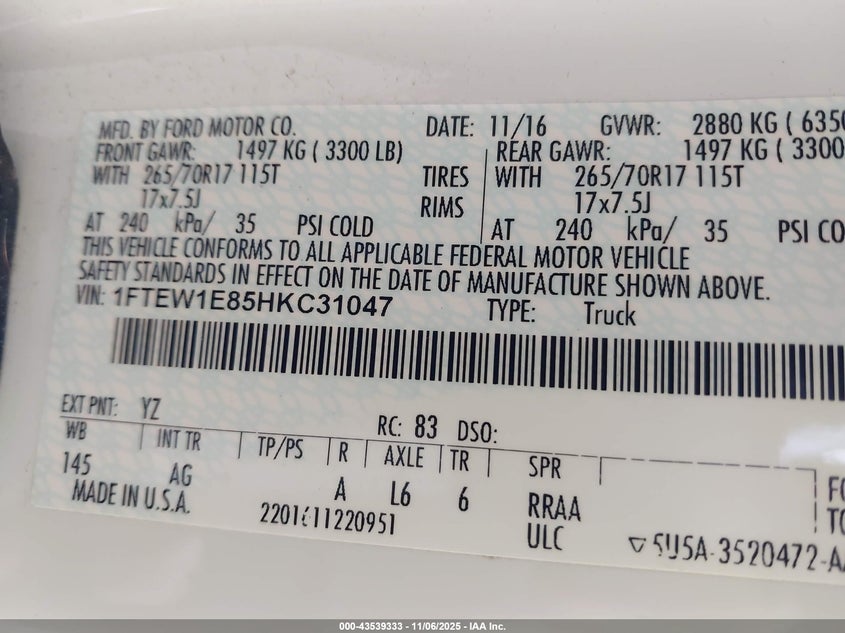 MFD. BY FORD MOTOR CO. DATE: 11/16 GVWR: 2880 KG ( 6350
FRONT GAWR: 1497 KG ( 3300 LB) REAR GAWR: 1497 KG ( 3300
WITH 265/70R17 115T TIRES WITH 265/70R17 115T
17x7.5J RIMS 17x7.5J
AT 240 kPa/ 35 PSI COLD AT 240 kPa/ 35 PSI CO
THIS VEHICLE CONFORMS TO ALL APPLICABLE FEDERAL MOTOR VEHICLE
SAFETY STANDARDS IN EFFECT ON THE DATE OF MANUFACTURE SHOWN ABOVE.
VIN: 1FTEW1E85HKC31047 TYPE: Truck
EXT PNT: YZ RC: 83 DSO:
WB INT TR TP/PS R AXLE TR SPR
145 AG A L6 6 RRAA
MADE IN U.S.A. ULC
5U5A-3520472-A
000-43539333 - 11/06/2025 - IAA Inc.